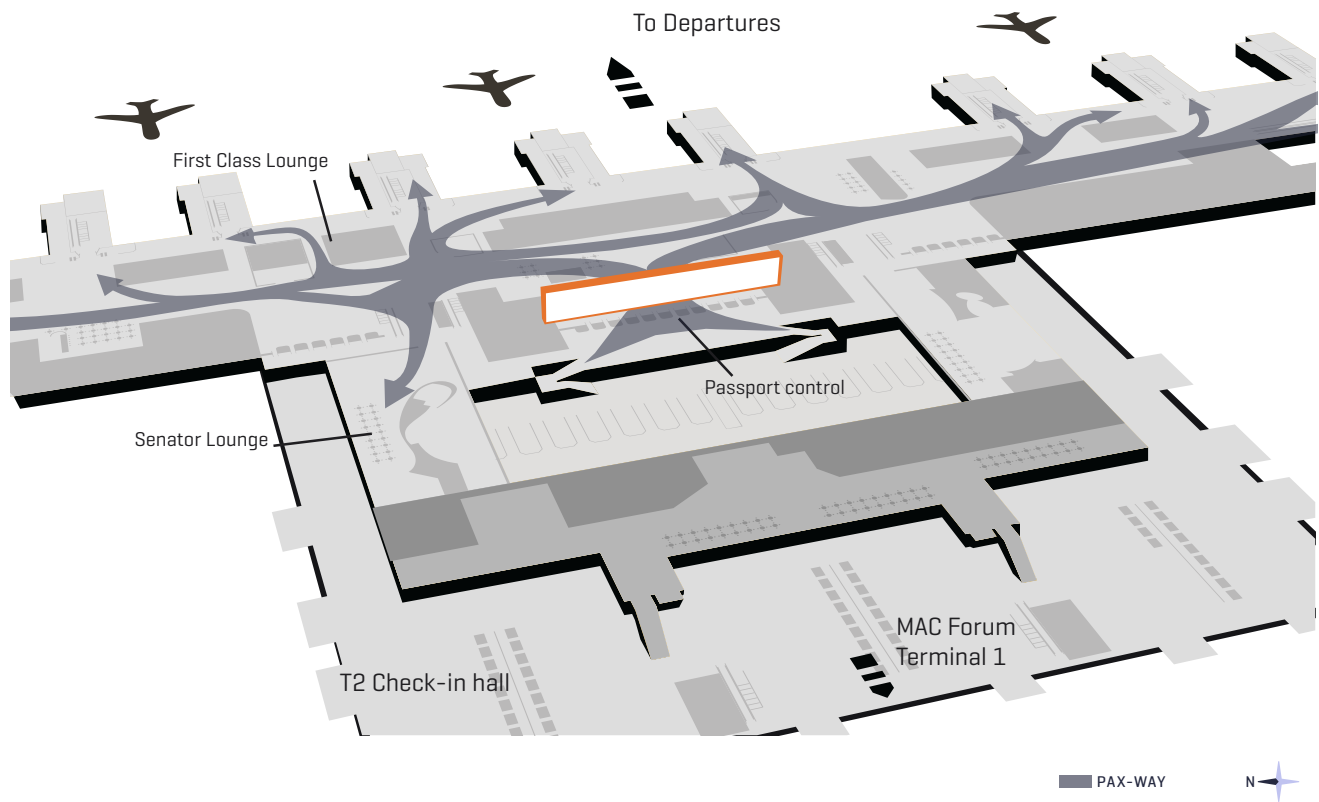 To Departures
First Class Lounge
Passport control
Senator Lounge
MAC Forum
Terminal 1
T2 Check-in hall
PAX-WAY
N